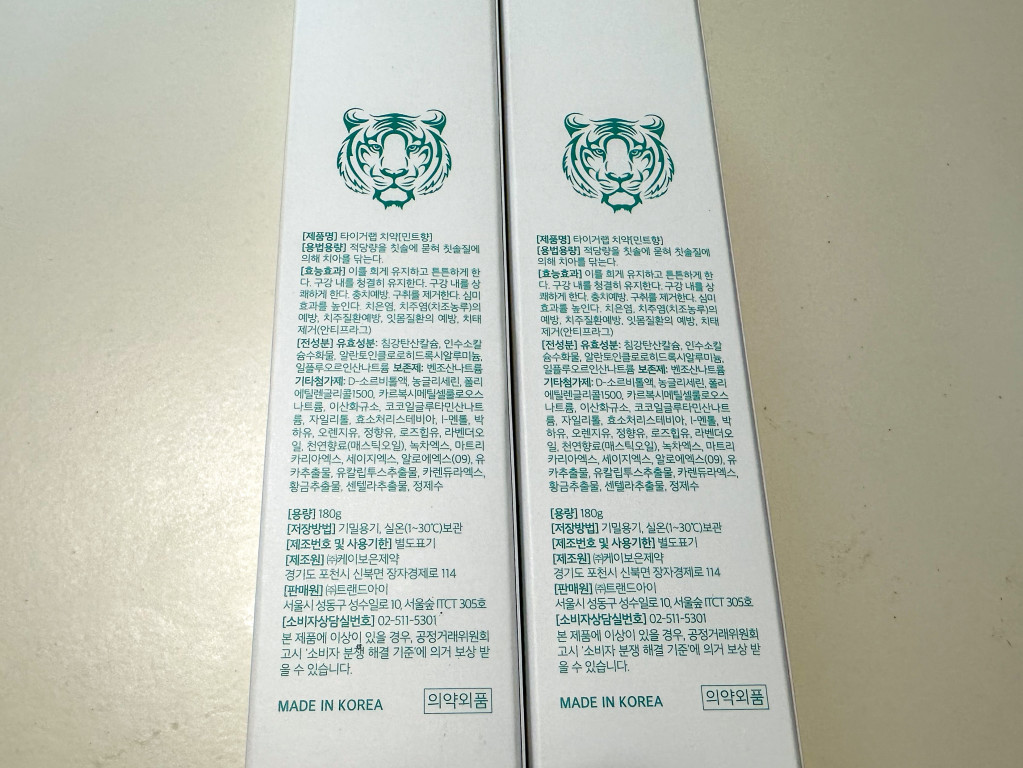 [제품명] 타이거랩 치약[민트향]
[용법용량] 적당량을 칫솔에 묻혀 칫솔질에
의해 치아를 닦는다.
[효능효과] 이를 희게 유지하고 튼튼하게 한
다. 구강 내를 청결히 유지한다. 구강 내를 상
쾌하게 한다. 충치예방. 구취를 제거한다. 심미
효과를 높인다. 치은염, 치주염(치조농루)의
예방, 치주질환예방, 잇몸질환의 예방, 치태
제거(안티프라그)
[전성분] 유효성분: 침강탄산칼슘, 인수소칼
슘수화물, 알란토인클로로히드록시알루미늄,
일플루오르인산나트륨 보존제: 벤조산나트륨
기타첨가제: D-소르비톨액, 농글리세린, 폴리
에틸렌글리콜1500, 카르복시메틸셀룰로오스
나트륨, 이산화규소, 코코일글루타민산나트
륨, 자일리톨, 효소처리스테비아, l-멘톨, 박
하유, 오렌지유, 정향유, 로즈힙유, 라벤더오
일, 천연향료(매스틱오일), 녹차엑스, 마트리
카리아엑스, 세이지엑스, 알로에엑스(09), 유
카추출물, 유칼립투스추출물, 카렌듀라엑스,
황금추출물, 센텔라추출물, 정제수
[용량] 180g
[저장방법] 기밀용기, 실온(1~30℃)보관
[제조번호 및 사용기한] 별도표기
[제조원] ㈜케이보은제약
경기도 포천시 신북면 장자경제로 114
[판매원] ㈜트랜드아이
서울시 성동구 성수일로 10, 서울숲 ITCT 305호
[소비자상담실번호] 02-511-5301
본 제품에 이상이 있을 경우, 공정거래위원회
고시 '소비자 분쟁 해결 기준'에 의거 보상 받
을 수 있습니다.
MADE IN KOREA
의약외품
[제품명] 타이거랩 치약[민트향]
[용법용량] 적당량을 칫솔에 묻혀 칫솔질에
의해 치아를 닦는다.
[효능효과] 이를 희게 유지하고 튼튼하게 한
다. 구강 내를 청결히 유지한다. 구강 내를 상
쾌하게 한다. 충치예방. 구취를 제거한다. 심미
효과를 높인다. 치은염, 치주염(치조농루)의
예방, 치주질환예방, 잇몸질환의 예방, 치태
제거(안티프라그)
[전성분] 유효성분: 침강탄산칼슘, 인수소칼
슘수화물, 알란토인클로로히드록시알루미늄,
일플루오르인산나트륨 보존제: 벤조산나트륨
기타첨가제: D-소르비톨액, 농글리세린, 폴리
에틸렌글리콜1500, 카르복시메틸셀룰로오스
나트륨, 이산화규소, 코코일글루타민산나트
륨, 자일리톨, 효소처리스테비아, l-멘톨, 박
하유, 오렌지유, 정향유, 로즈힙유, 라벤더오
일, 천연향료(매스틱오일), 녹차엑스, 마트리
카리아엑스, 세이지엑스, 알로에엑스(09), 유
카추출물, 유칼립투스추출물, 카렌듀라엑스,
황금추출물, 센텔라추출물, 정제수
[용량] 180g
[저장방법] 기밀용기, 실온(1~30℃)보관
[제조번호 및 사용기한] 별도표기
[제조원] ㈜케이보은제약
경기도 포천시 신북면 장자경제로 114
[판매원] ㈜트랜드아이
서울시 성동구 성수일로 10, 서울숲 ITCT 305호
[소비자상담실번호] 02-511-5301
본 제품에 이상이 있을 경우, 공정거래위원회
고시 '소비자 분쟁 해결 기준'에 의거 보상 받
을 수 있습니다.
MADE IN KOREA
의약외품